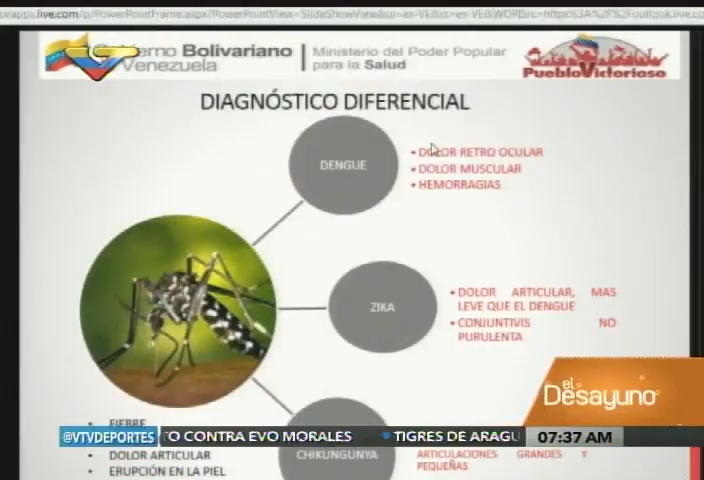 Bolivariano
Venezuela
Ministerio del Poder Popular
para la Salud
PuebloVictorioso
DIAGNÓSTICO DIFERENCIAL
DENGUE
• DOLOR RETRO OCULAR
• DOLOR MUSCULAR
• HEMORRAGIAS
ZIKA
• DOLOR ARTICULAR, MAS
LEVE QUE EL DENGUE
• CONJUNTIVIS NO
PURULENTA
el
Desayuno
• FIEBRE
@VTVDEPORTES
TO CONTRA EVO MORALES
TIGRES DE ARAGU
07:37 AM
• DOLOR ARTICULAR
• ERUPCIÓN EN LA PIEL
CHIKUNGUNYA
ARTICULACIONES GRANDES Y
PEQUEÑAS